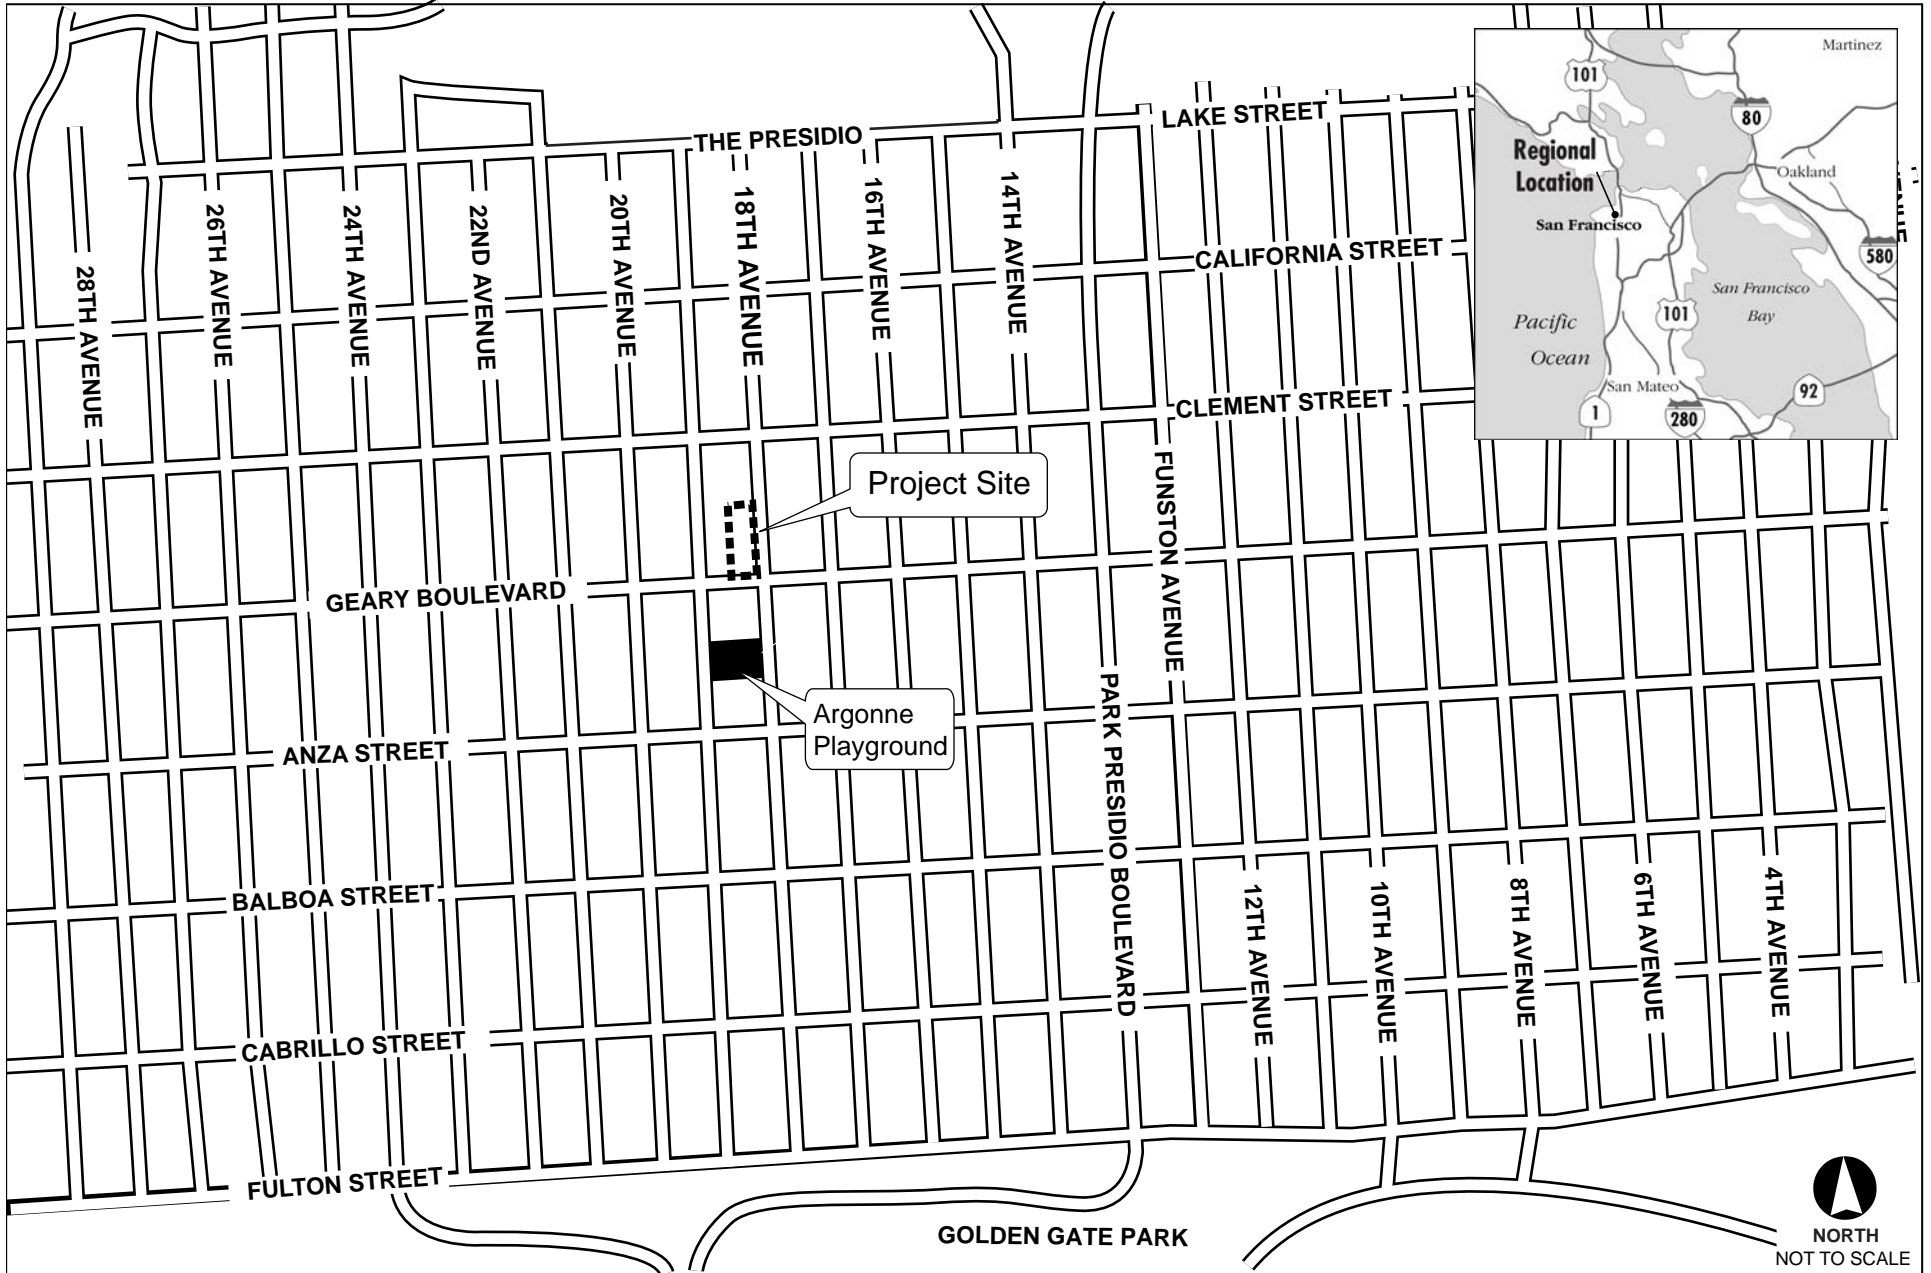 THE PRESIDIO
LAKE STREET
28TH AVENUE
26TH AVENUE
24TH AVENUE
22ND AVENUE
20TH AVENUE
18TH AVENUE
16TH AVENUE
14TH AVENUE
CALIFORNIA STREET
CLEMENT STREET
Martinez
101
80
Regional
Location
Oakland
San Francisco
580
San Francisco
Bay
101
Pacific
Ocean
San Mateo
92
1
280
Project Site
FUNSTON AVENUE
GEARY BOULEVARD
Argonne
Playground
PARK PRESIDIO BOULEVARD
ANZA STREET
BALBOA STREET
12TH AVENUE
10TH AVENUE
8TH AVENUE
6TH AVENUE
4TH AVENUE
CABRILLO STREET
FULTON STREET
GOLDEN GATE PARK
NORTH
NOT TO SCALE